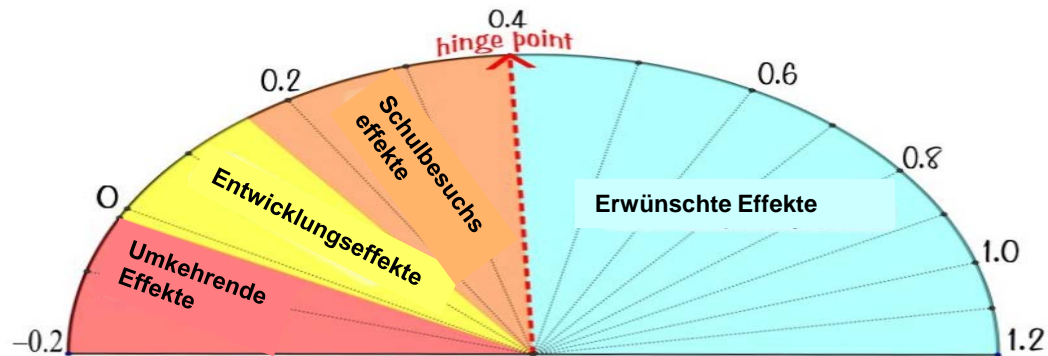 0.4
hinge point
0.2
0.6
Schulbesuchs
effekte
0.8
Entwicklungseffekte
0
Erwünschte Effekte
Umkehrende
Effekte
1.0
−0.2
1.2